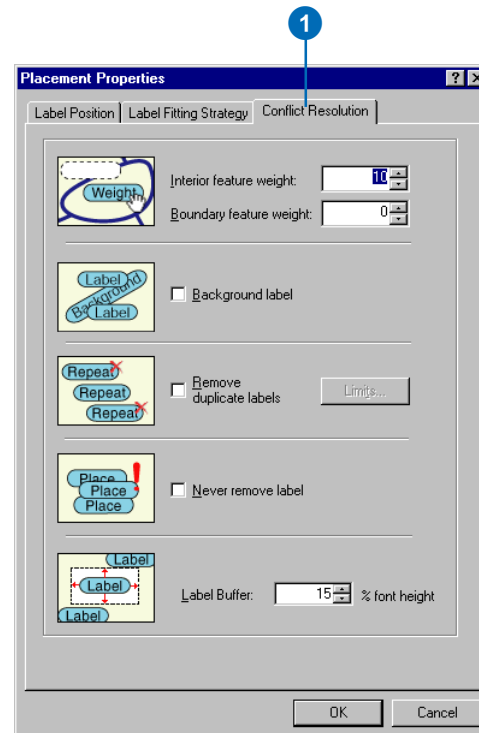 1
Placement Properties
Label Position Label Fitting Strategy Conflict Resolution
Weight
Interior feature weight: 10
Boundary feature weight: 0
Label
Background
Label
Background label
Repeat
Repeat
Repeat
Remove
duplicate labels
Limits...
Place
Place
Place
Never remove label
Label
Label
Label
Label Buffer: 15 % font height
OK Cancel